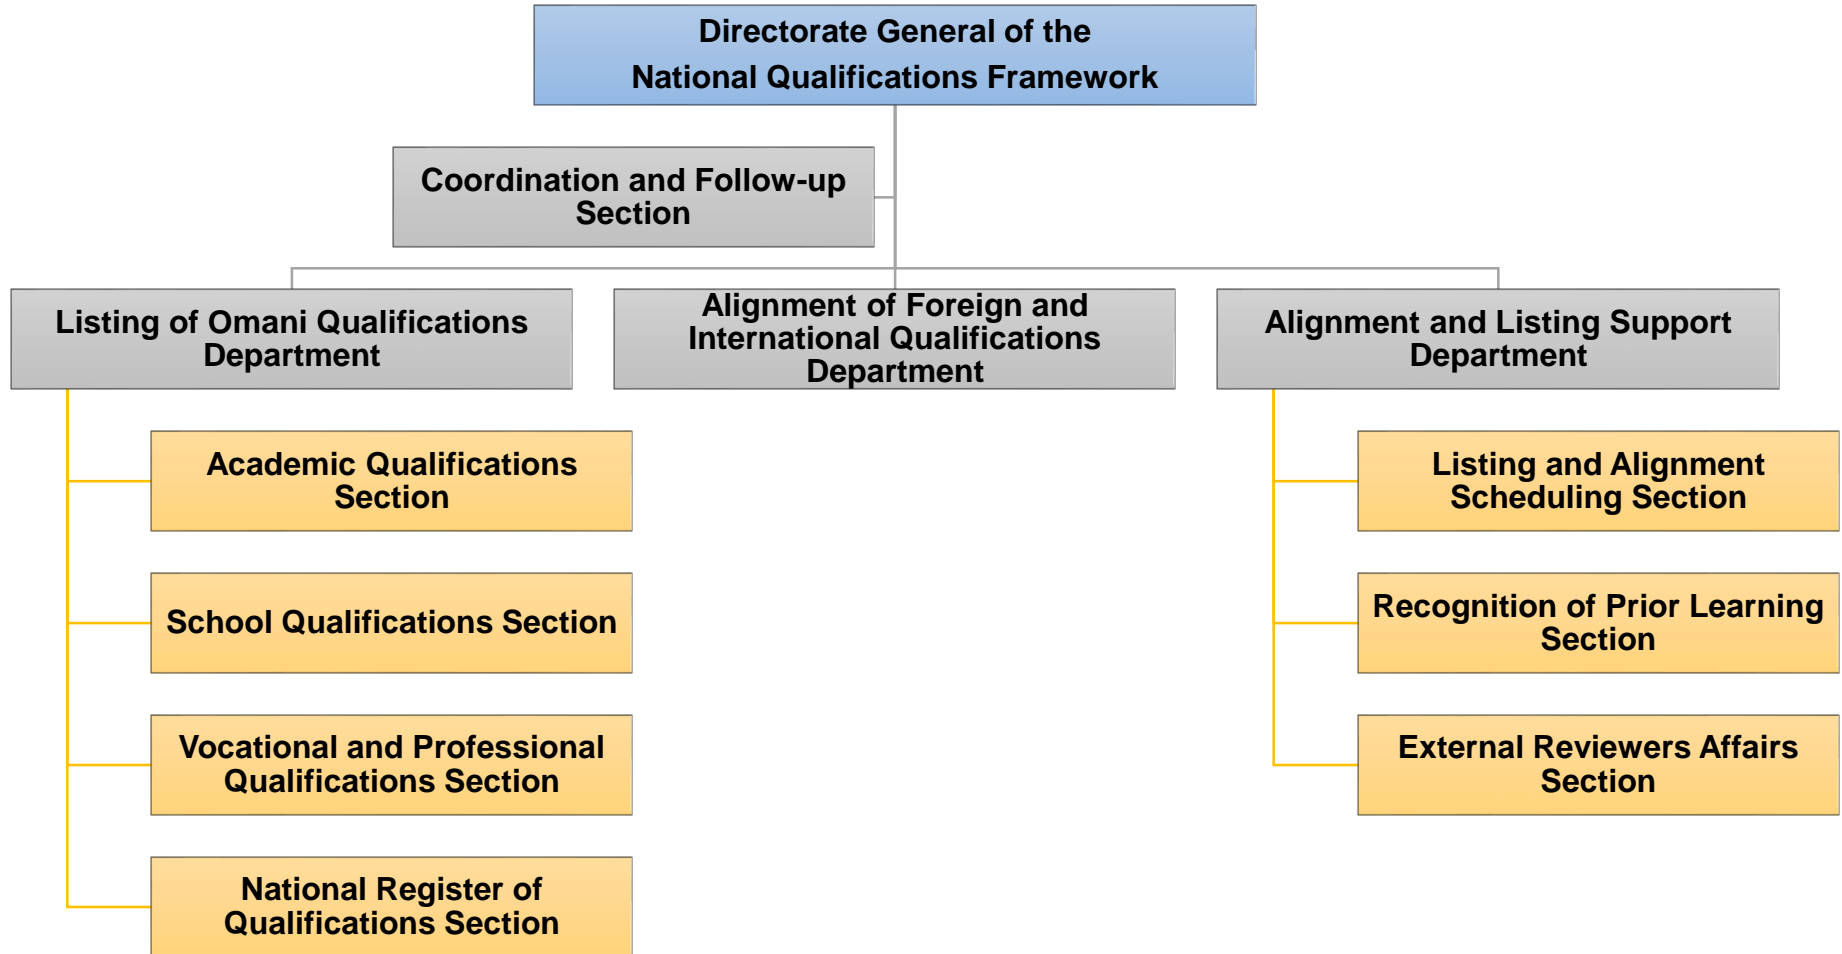 Directorate General of the
National Qualifications Framework
Coordination and Follow-up
Section
Listing of Omani Qualifications
Department
Alignment of Foreign and
International Qualifications
Department
Alignment and Listing Support
Department
Academic Qualifications
Section
School Qualifications Section
Vocational and Professional
Qualifications Section
National Register of
Qualifications Section
Listing and Alignment
Scheduling Section
Recognition of Prior Learning
Section
External Reviewers Affairs
Section